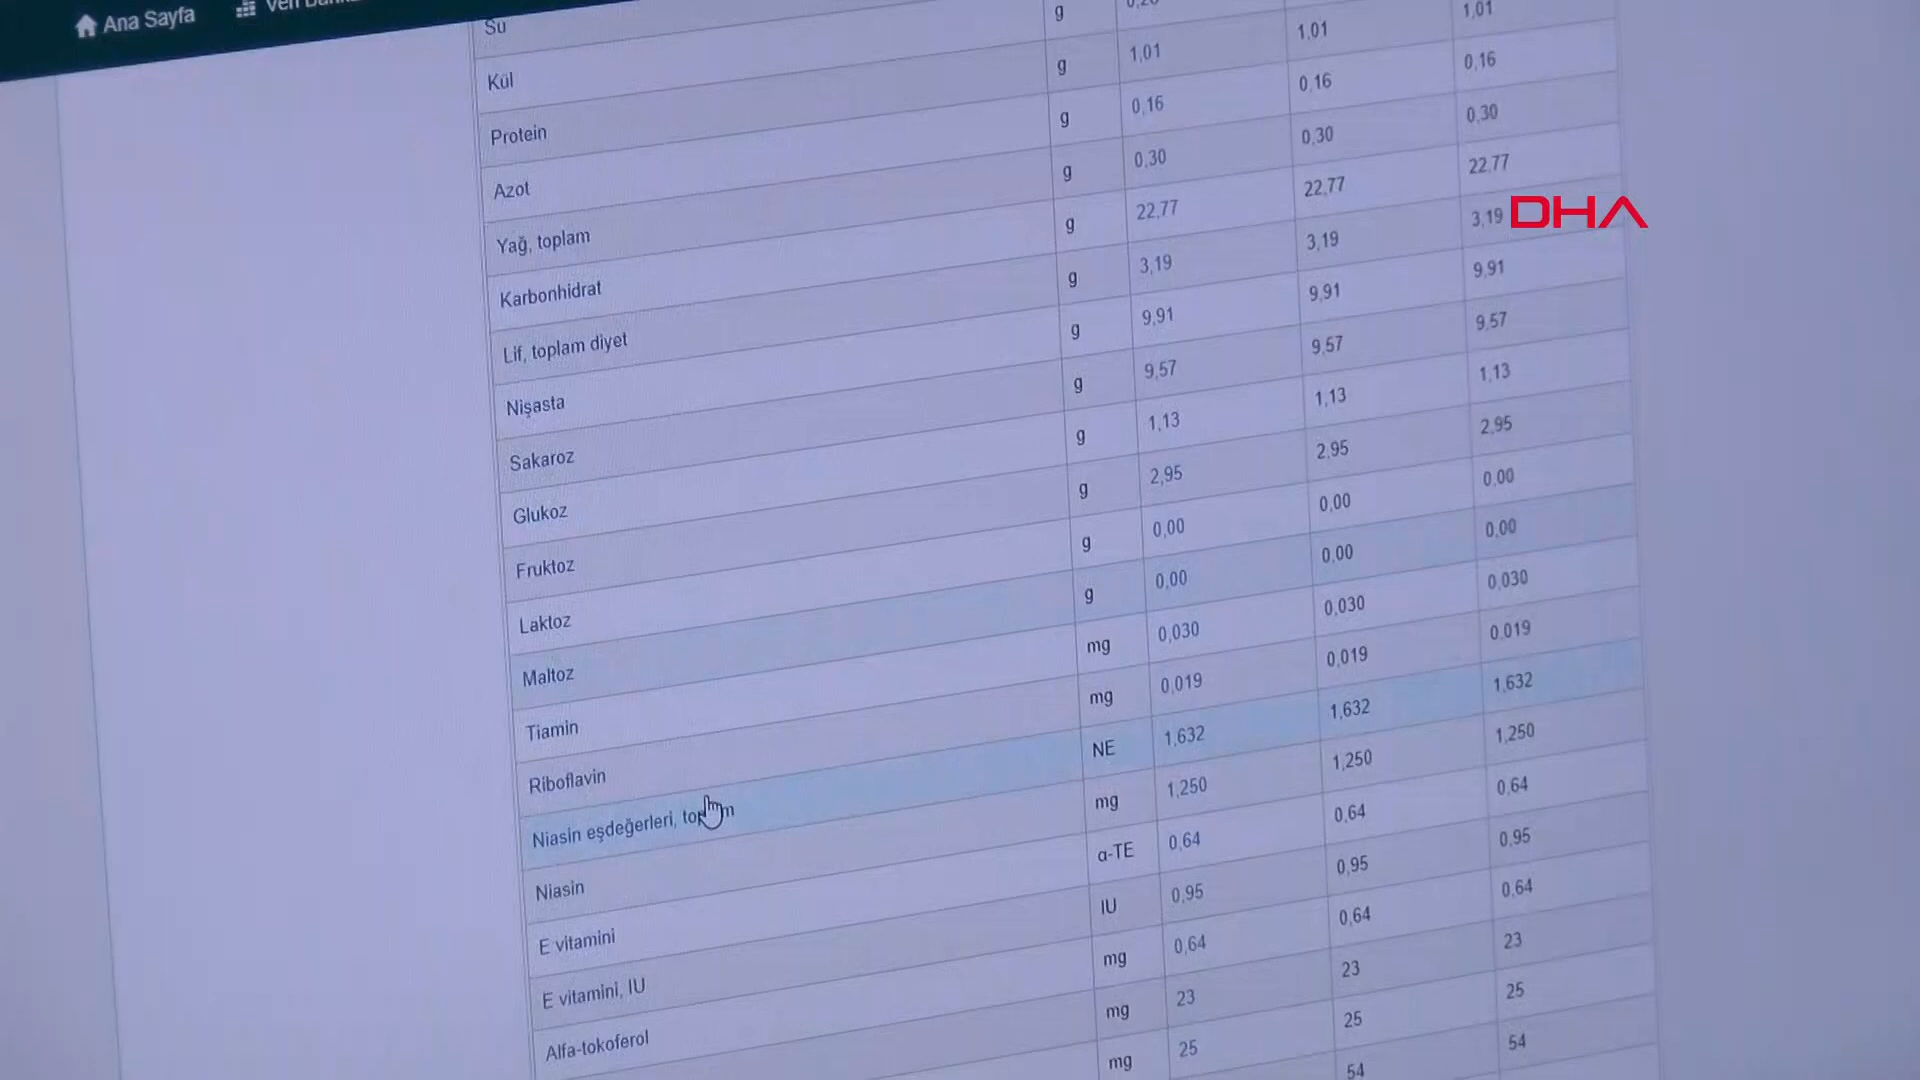 Ana Sayfa
Su
Kül g
Protein g 1,01 1,01 1,01
Azot g 0,16 0,16 0,16
Yağ, toplam g 0,30 0,30 0,30
Karbonhidrat g 22,77 22,77 22,77
Lif, toplam diyet g 3,19 3,19 3,19
DHA
Nişasta g 9,91 9,91 9,91
Sakaroz g 9,57 9,57 9,57
Glukoz g 1,13 1,13 1,13
Fruktoz g 2,95 2,95 2,95
Laktoz g 0,00 0,00 0,00
Maltoz g 0,00 0,00 0,00
Tiamin mg 0,030 0,030 0,030
Riboflavin mg 0,019 0,019 0,019
Niasin eşdeğerleri, NE 1,632 1,632 1,632
Niasin mg 1,250 1,250 1,250
E vitamini α-TE 0,64 0,64 0,64
E vitamini, IU IU 0,95 0,95 0,95
Alfa-tokoferol mg 0,64 0,64 0,64
mg 23 23 23
mg 25 25 25
54 54